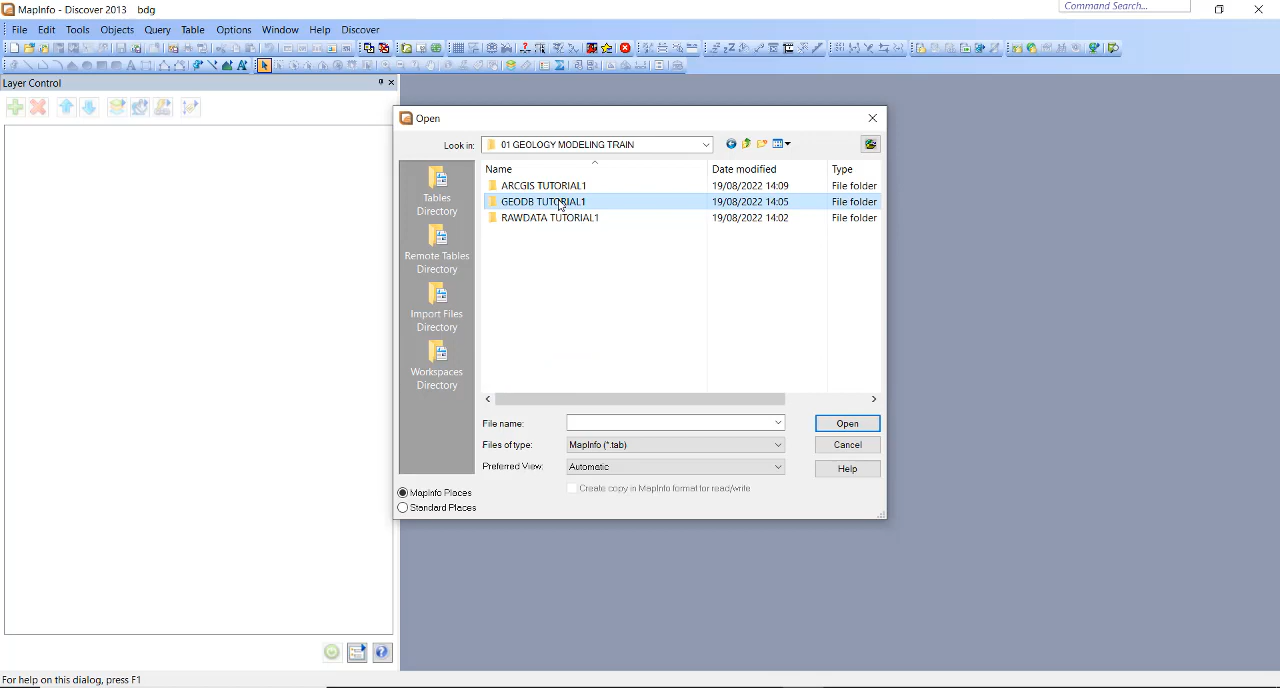 MapInfo - Discover 2013    bdg
Command Search...
File Edit Tools Objects Query Table Options Window Help Discover
Layer Control
Open
Look in: 01 GEOLOGY MODELING TRAIN
Name Date modified Type
ARCGIS TUTORIAL1 19/08/2022 14:09 File folder
GEODB TUTORIAL1 19/08/2022 14:05 File folder
RAWDATA TUTORIAL1 19/08/2022 14:02 File folder
Tables
Directory
Remote Tables
Directory
Import Files
Directory
Workspaces
Directory
File name: Open
Files of type: MapInfo (*.tab) Cancel
Preferred View: Automatic Help
Create copy in MapInfo format for read/write
MapInfo Places
Standard Places
For help on this dialog, press F1